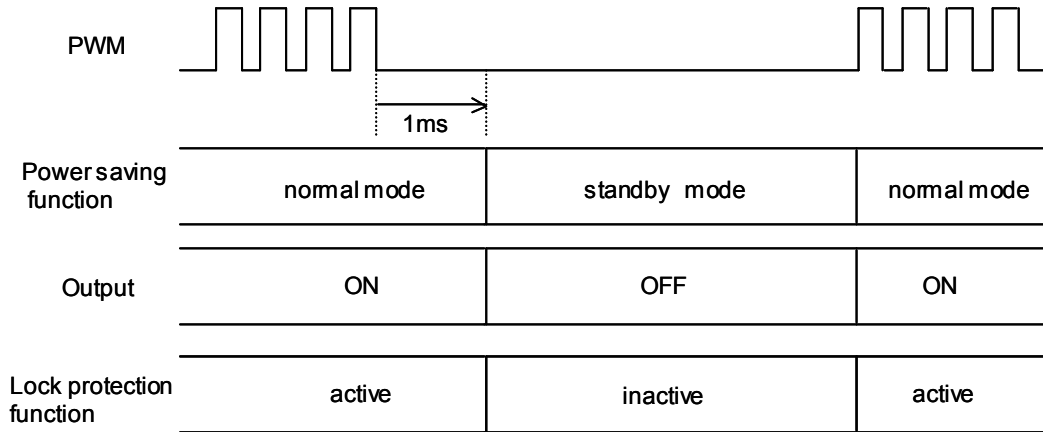 PWM
1ms
Power saving
function
normal mode
standby mode
normal mode
Output
ON
OFF
ON
Lock protection
function
active
inactive
active